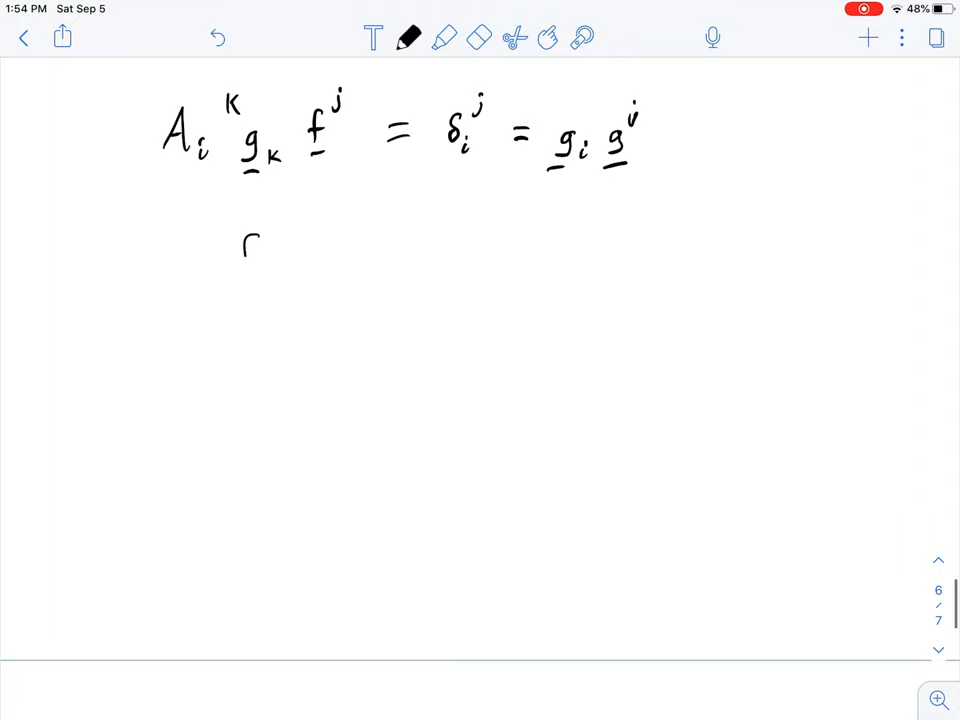 1:54 PM Sat Sep 5 48%
T
A_i^k g_k f^j = δ_i^j = g_i g^j
6
/
7